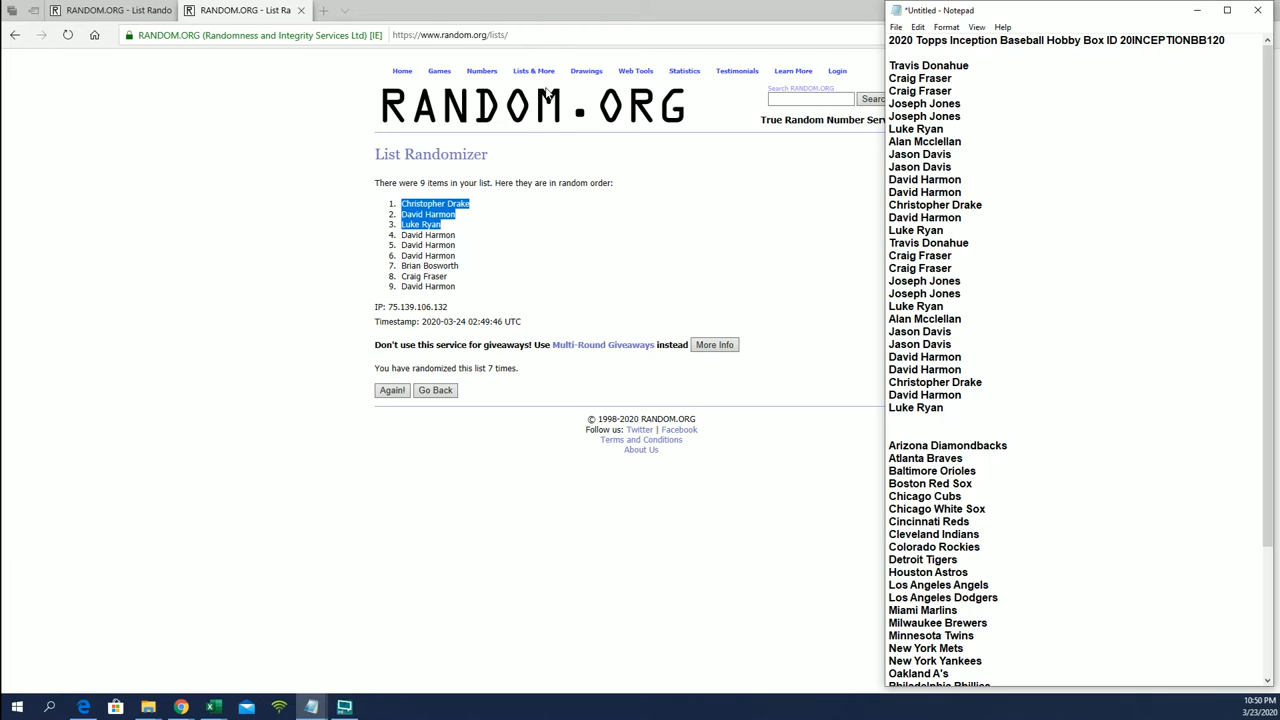 RANDOM.ORG - List Rando
RANDOM.ORG - List Ra
RANDOM.ORG (Randomness and Integrity Services Ltd) [IE]
https://www.random.org/lists/
Home Games Numbers Lists & More Drawings Web Tools Statistics Testimonials Learn More Login
RANDOM.ORG
Search RANDOM.ORG
True Random Number Serv
List Randomizer
There were 9 items in your list. Here they are in random order:
1. Christopher Drake
2. David Harmon
3. Luke Ryan
4. David Harmon
5. David Harmon
6. David Harmon
7. Brian Bosworth
8. Craig Fraser
9. David Harmon
IP: 75.139.106.132
Timestamp: 2020-03-24 02:49:46 UTC
Don't use this service for giveaways! Use Multi-Round Giveaways instead More Info
You have randomized this list 7 times.
Again! Go Back
© 1998-2020 RANDOM.ORG
Follow us: Twitter | Facebook
Terms and Conditions
About Us
*Untitled - Notepad
File Edit Format View Help
2020 Topps Inception Baseball Hobby Box ID 20INCEPTIONBB120
Travis Donahue
Craig Fraser
Craig Fraser
Joseph Jones
Joseph Jones
Luke Ryan
Alan Mcclellan
Jason Davis
Jason Davis
David Harmon
David Harmon
Christopher Drake
David Harmon
Luke Ryan
Travis Donahue
Craig Fraser
Craig Fraser
Joseph Jones
Joseph Jones
Luke Ryan
Alan Mcclellan
Jason Davis
Jason Davis
David Harmon
David Harmon
Christopher Drake
David Harmon
Luke Ryan
Arizona Diamondbacks
Atlanta Braves
Baltimore Orioles
Boston Red Sox
Chicago Cubs
Chicago White Sox
Cincinnati Reds
Cleveland Indians
Colorado Rockies
Detroit Tigers
Houston Astros
Los Angeles Angels
Los Angeles Dodgers
Miami Marlins
Milwaukee Brewers
Minnesota Twins
New York Mets
New York Yankees
Oakland A's
Philadelphia Phillies
10:50 PM
3/23/2020